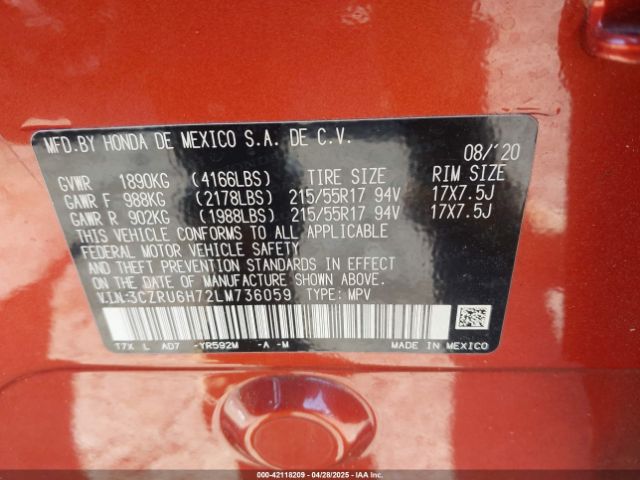 MFD.BY HONDA DE MEXICO S.A. DE C.V.
08/'20
GVWR 1890KG (4166LBS) TIRE SIZE RIM SIZE
GAWR F 988KG (2178LBS) 215/55R17 94V 17X7.5J
GAWR R 902KG (1988LBS) 215/55R17 94V 17X7.5J
THIS VEHICLE CONFORMS TO ALL APPLICABLE
FEDERAL MOTOR VEHICLE SAFETY
AND THEFT PREVENTION STANDARDS IN EFFECT
ON THE DATE OF MANUFACTURE SHOWN ABOVE.
V.I.N:3CZRU6H72LM736059 TYPE: MPV
T7X L AD7 -YR592M -A -M MADE IN MEXICO
000-42118209 04/28/2025 IAA Holdings, LLC